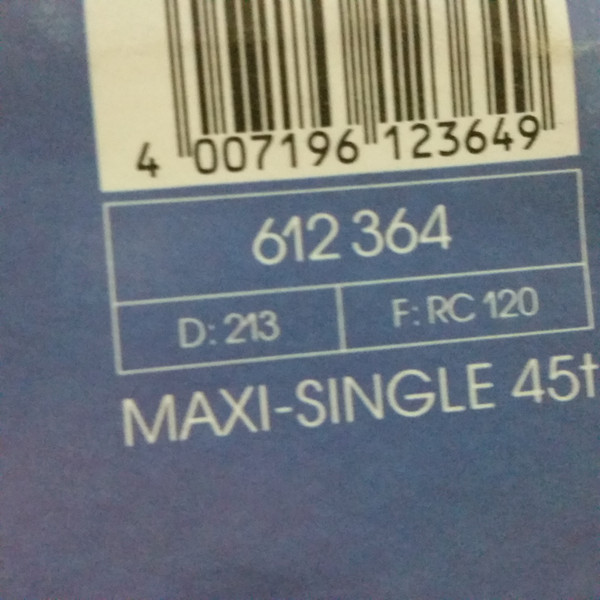 4 007196 123649
612 364
D: 213
F: RC 120
MAXI-SINGLE 45t